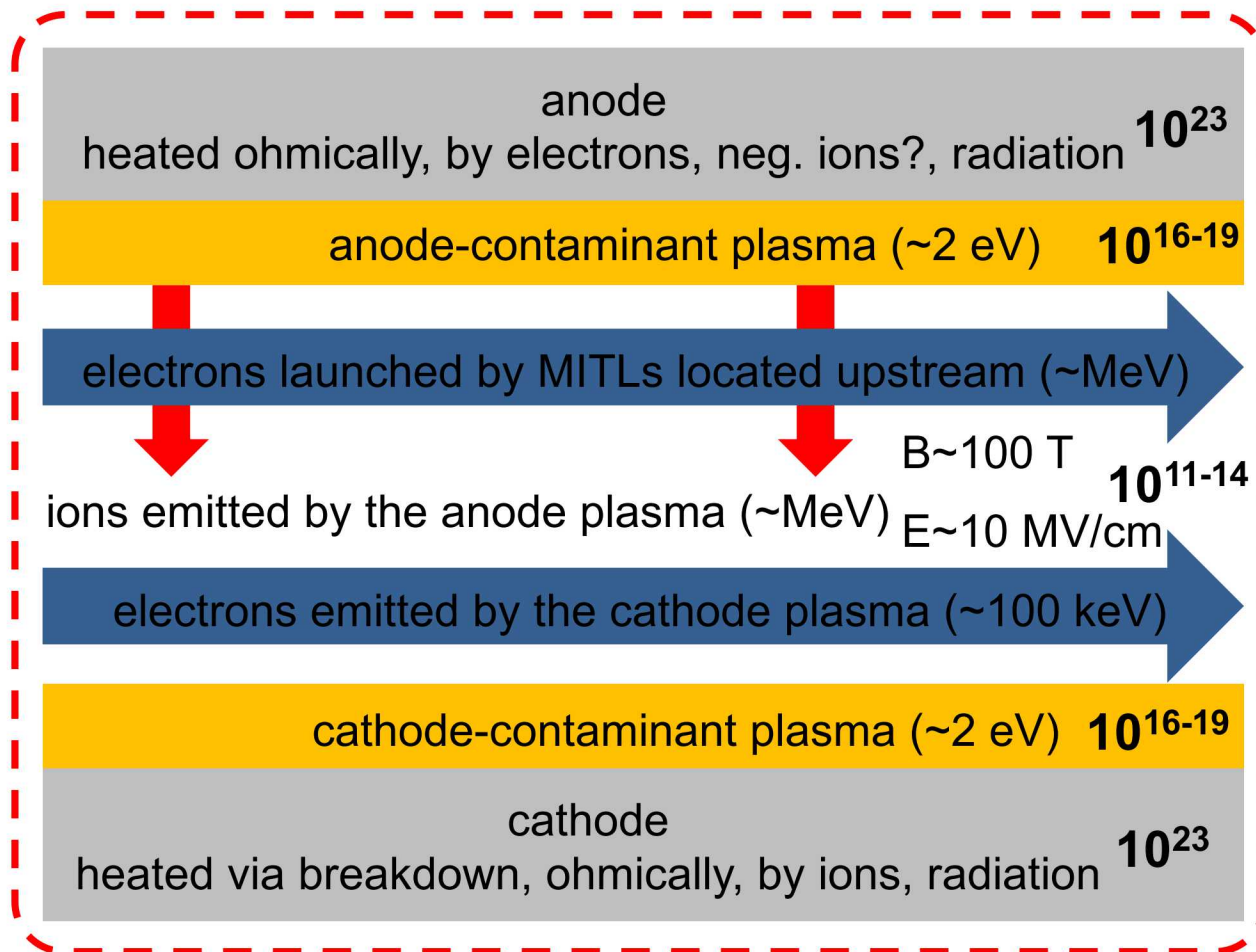 anode
heated ohmically, by electrons, neg. ions?, radiation 10²³
anode-contaminant plasma (~2 eV) 10¹⁶⁻¹⁹
electrons launched by MITLs located upstream (~MeV)
B~100 T
10¹¹⁻¹⁴
ions emitted by the anode plasma (~MeV)
E~10 MV/cm
electrons emitted by the cathode plasma (~100 keV)
cathode-contaminant plasma (~2 eV) 10¹⁶⁻¹⁹
cathode
heated via breakdown, ohmically, by ions, radiation 10²³